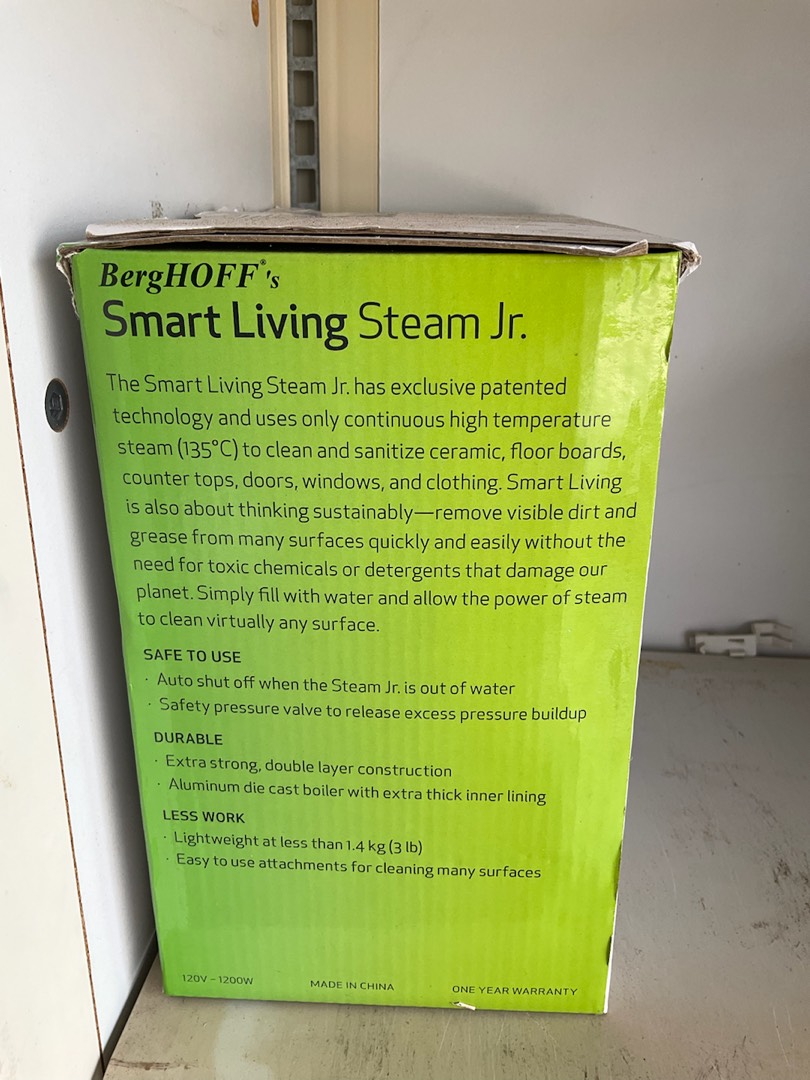 BergHOFF®'s
Smart Living Steam Jr.
The Smart Living Steam Jr. has exclusive patented
technology and uses only continuous high temperature
steam (135°C) to clean and sanitize ceramic, floor boards,
counter tops, doors, windows, and clothing. Smart Living
is also about thinking sustainably—remove visible dirt and
grease from many surfaces quickly and easily without the
need for toxic chemicals or detergents that damage our
planet. Simply fill with water and allow the power of steam
to clean virtually any surface.
SAFE TO USE
· Auto shut off when the Steam Jr. is out of water
· Safety pressure valve to release excess pressure buildup
DURABLE
· Extra strong, double layer construction
· Aluminum die cast boiler with extra thick inner lining
LESS WORK
· Lightweight at less than 1.4 kg (3 lb)
· Easy to use attachments for cleaning many surfaces
120V – 1200W MADE IN CHINA ONE YEAR WARRANTY